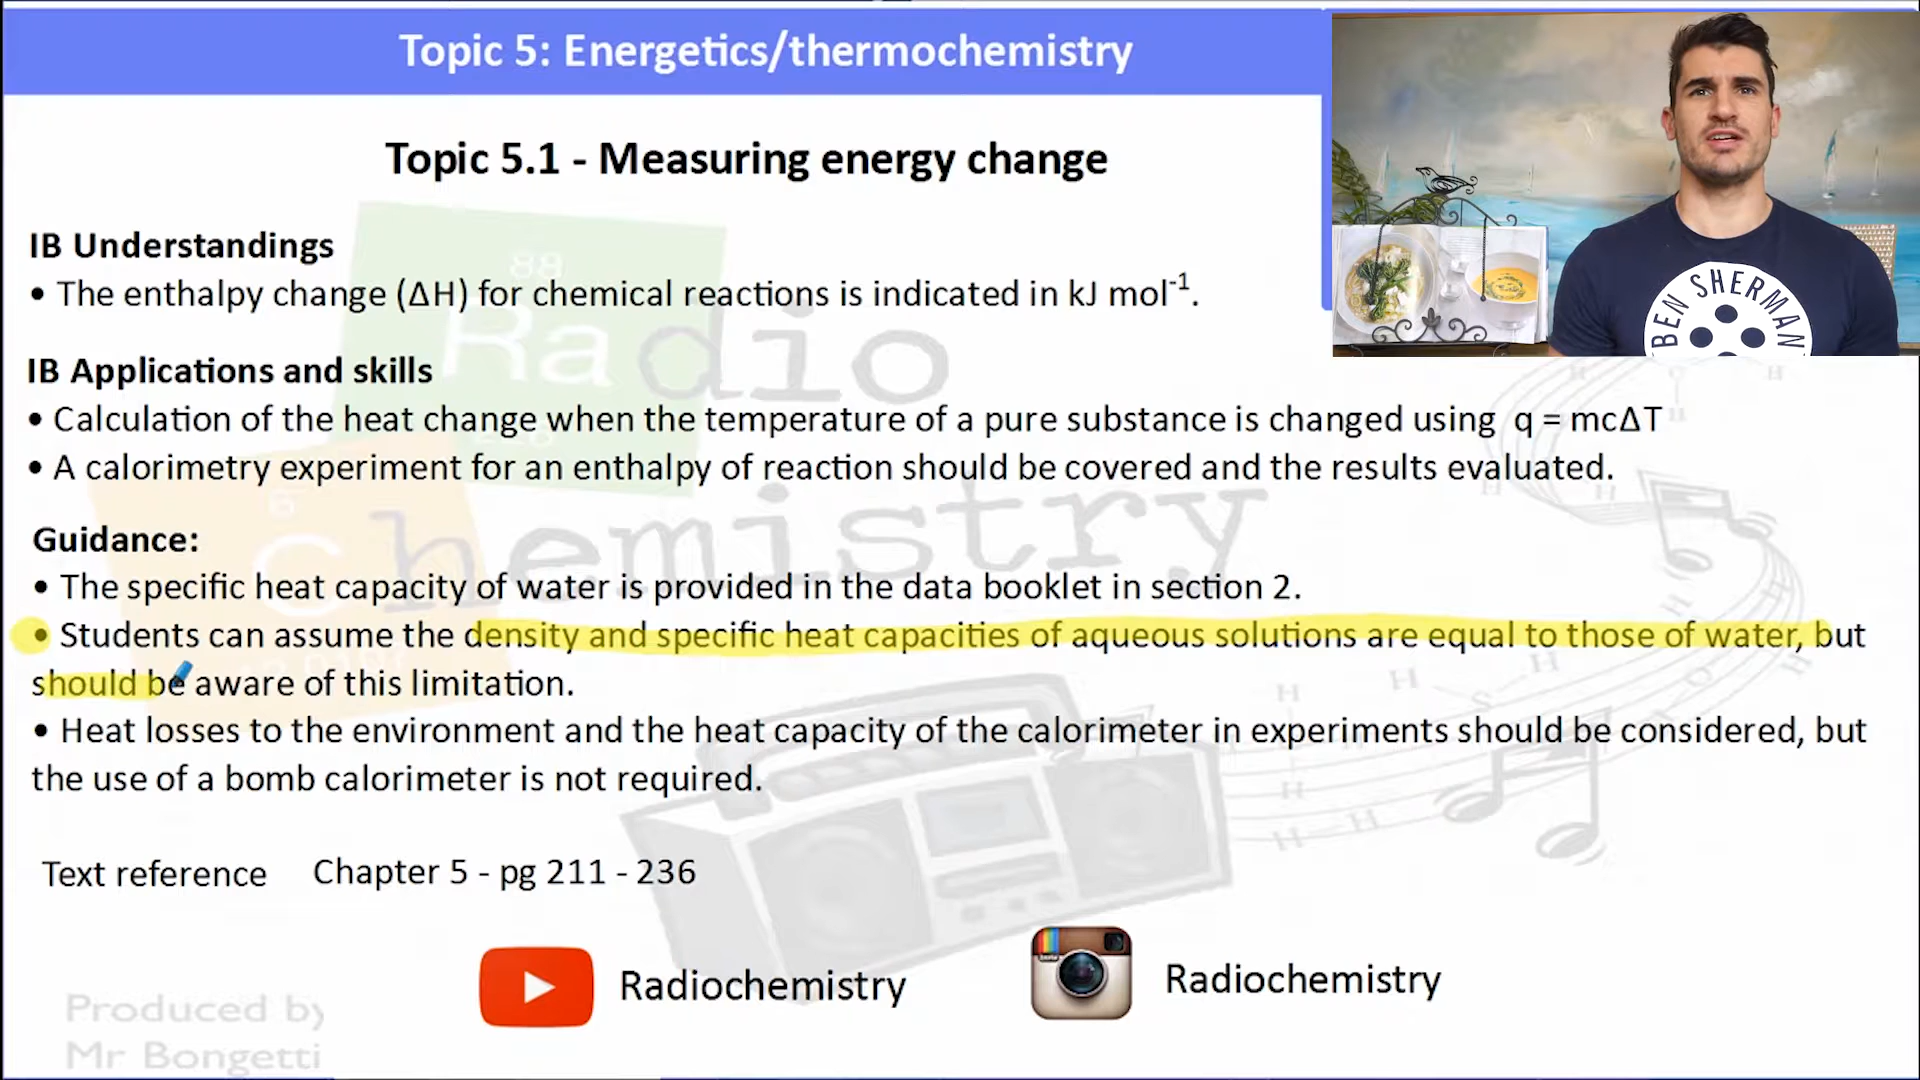 Topic 5: Energetics/thermochemistry
Topic 5.1 - Measuring energy change
IB Understandings
• The enthalpy change (ΔH) for chemical reactions is indicated in kJ mol⁻¹.
IB Applications and skills
• Calculation of the heat change when the temperature of a pure substance is changed using q = mcΔT
• A calorimetry experiment for an enthalpy of reaction should be covered and the results evaluated.
Guidance:
• The specific heat capacity of water is provided in the data booklet in section 2.
• Students can assume the density and specific heat capacities of aqueous solutions are equal to those of water, but
should be aware of this limitation.
• Heat losses to the environment and the heat capacity of the calorimeter in experiments should be considered, but
the use of a bomb calorimeter is not required.
Text reference Chapter 5 - pg 211 - 236
Radiochemistry
Radiochemistry
Produced by
Mr Bongetti
BEN SHERMAN
88
Radio
Chemistry